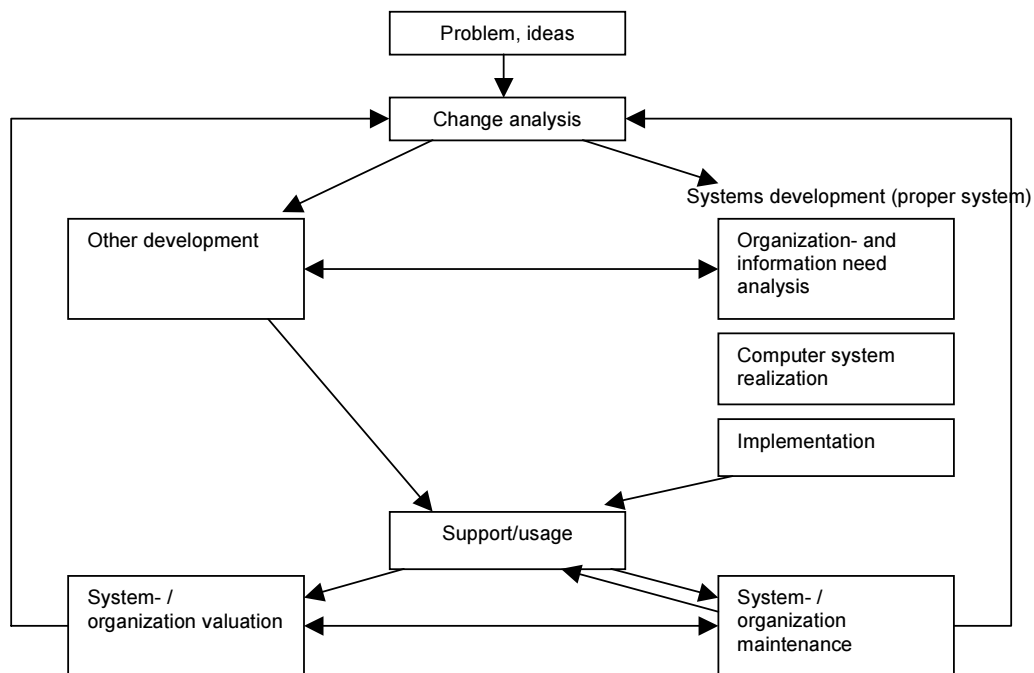 Problem, ideas
Change analysis
Systems development (proper system)
Other development
Organization- and
information need
analysis
Computer system
realization
Implementation
Support/usage
System- /
organization valuation
System- /
organization
maintenance